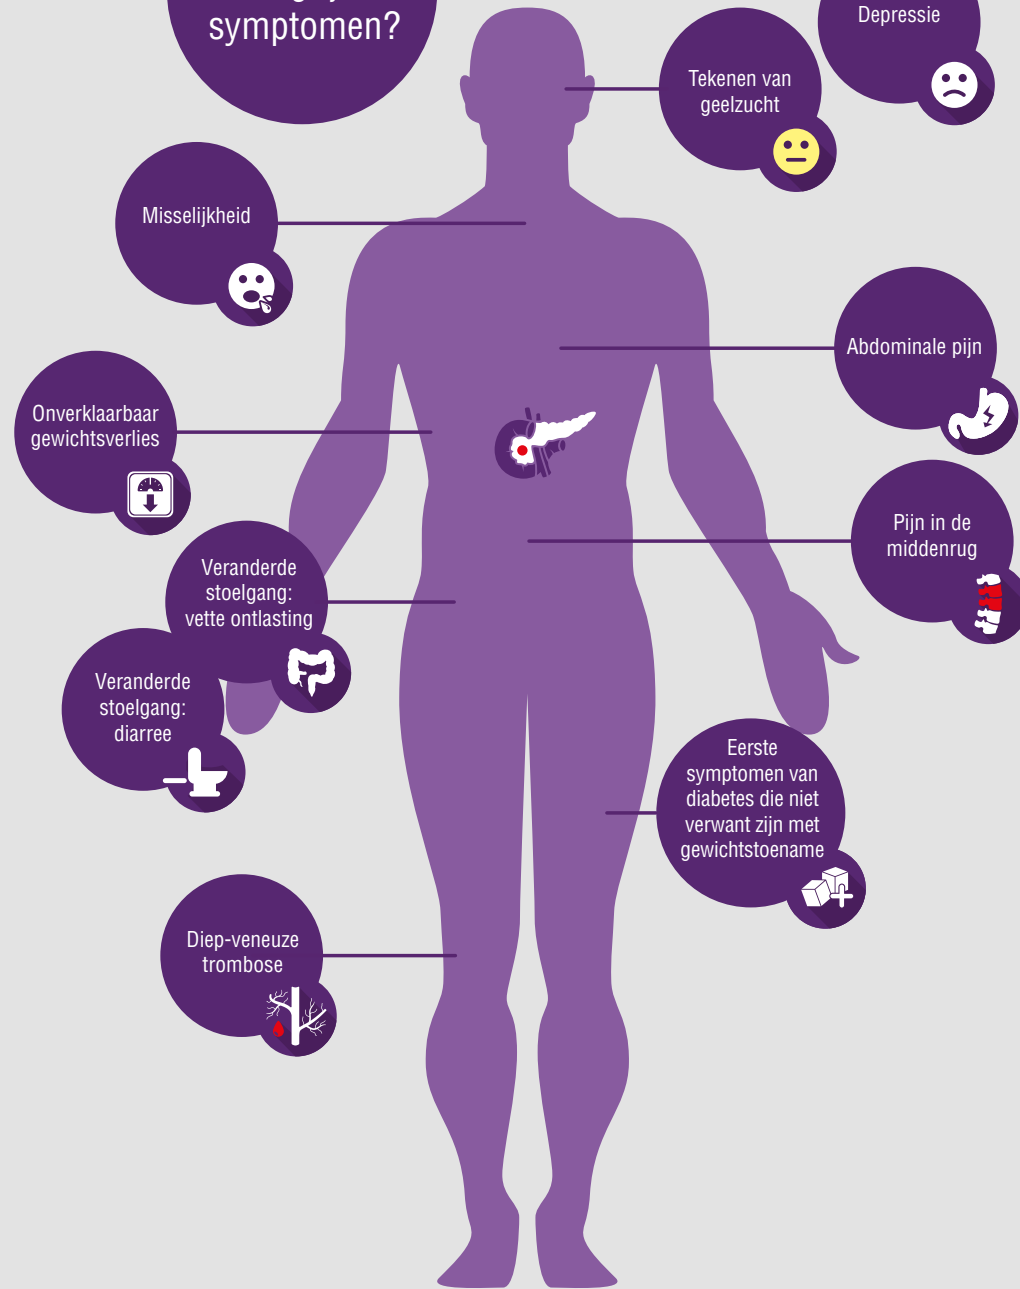 symptomen?
Depressie
Tekenen van
geelzucht
Misselijkheid
Abdominale pijn
Onverklaarbaar
gewichtsverlies
Pijn in de
middenrug
Veranderde
stoelgang:
vette ontlasting
Veranderde
stoelgang:
diarree
Eerste
symptomen van
diabetes die niet
verwant zijn met
gewichtstoename
Diep-veneuze
trombose